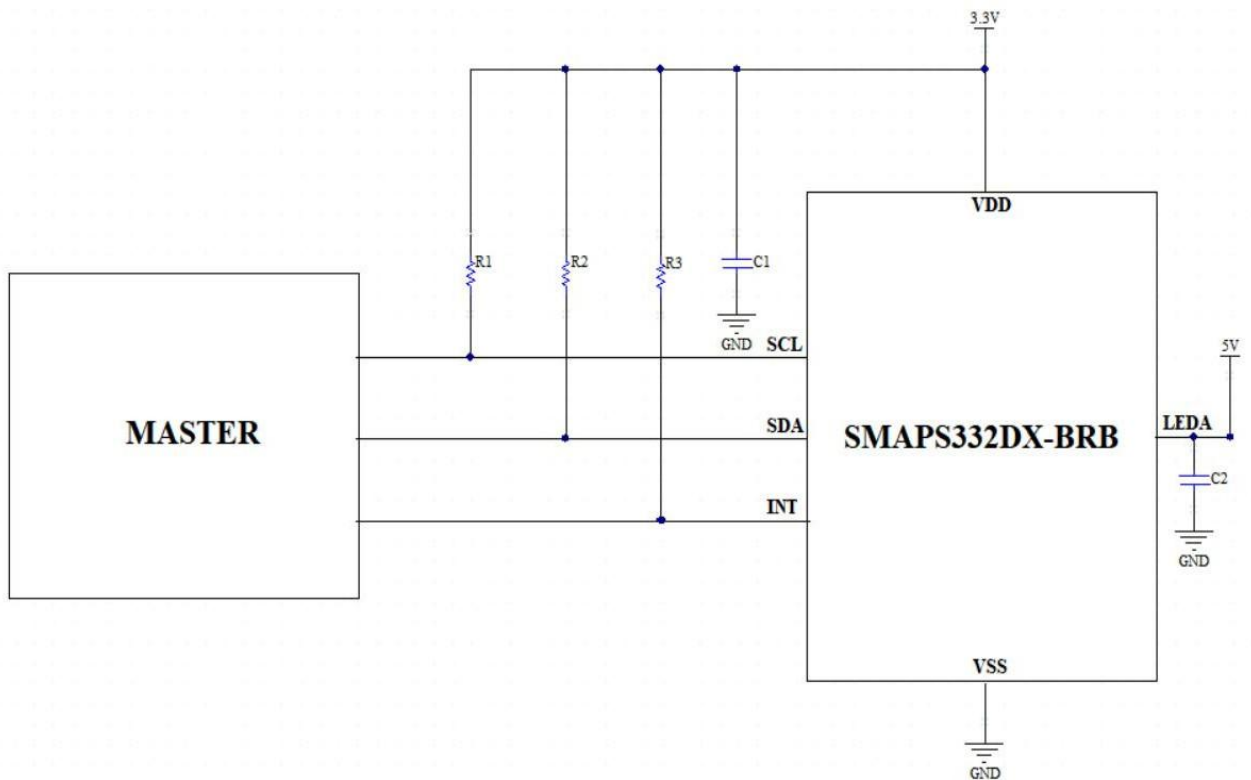 3.3V
VDD
R1
R2
R3
C1
GND
SCL
5V
MASTER
SDA
SMAPS332DX-BRB
LEDA
C2
INT
GND
VSS
GND